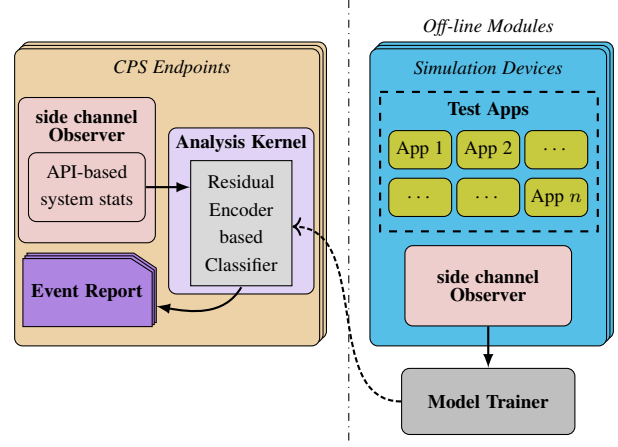 Off-line Modules
CPS Endpoints
side channel
Observer
API-based
system stats
Analysis Kernel
Residual
Encoder
based
Classifier
Event Report
Simulation Devices
Test Apps
App 1 App 2 ···
··· ··· App n
side channel
Observer
Model Trainer